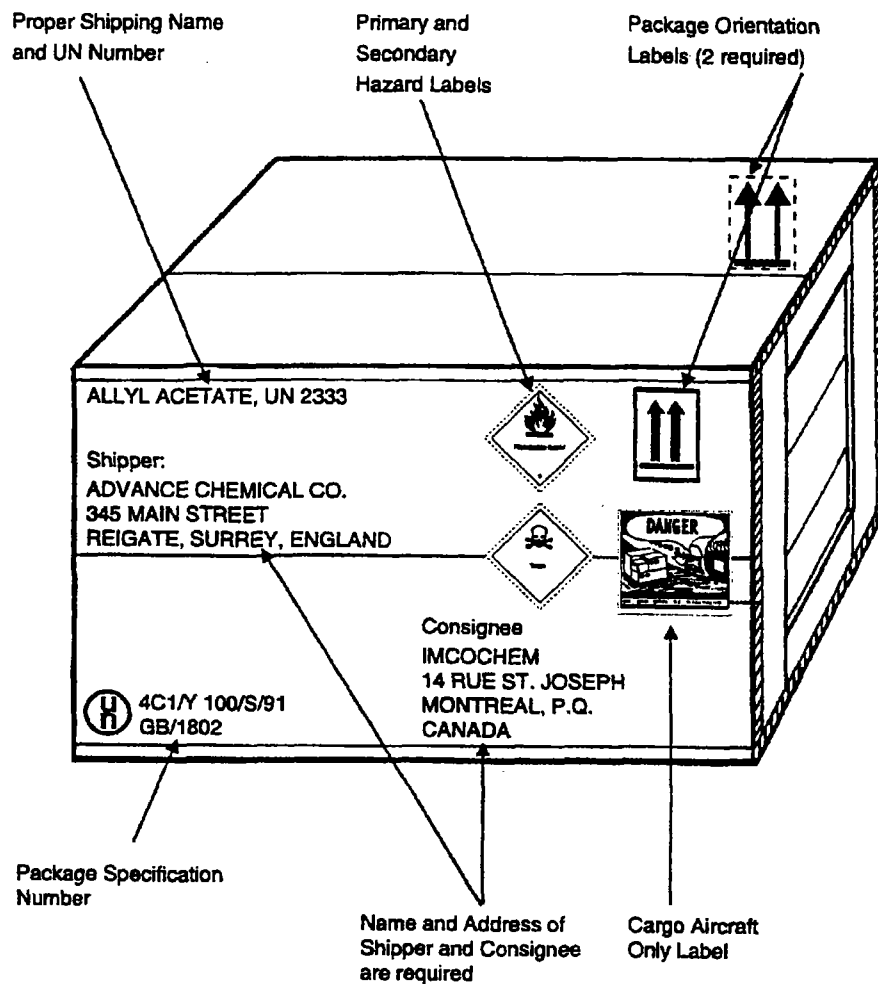 Proper Shipping Name
and UN Number
Primary and
Secondary
Hazard Labels
Package Orientation
Labels (2 required)
ALLYL ACETATE, UN 2333
Shipper:
ADVANCE CHEMICAL CO.
345 MAIN STREET
REIGATE, SURREY, ENGLAND
DANGER
Consignee
IMCOCHEM
14 RUE ST. JOSEPH
MONTREAL, P.Q.
CANADA
un
4C1/Y 100/S/91
GB/1802
Package Specification
Number
Name and Address of
Shipper and Consignee
are required
Cargo Aircraft
Only Label